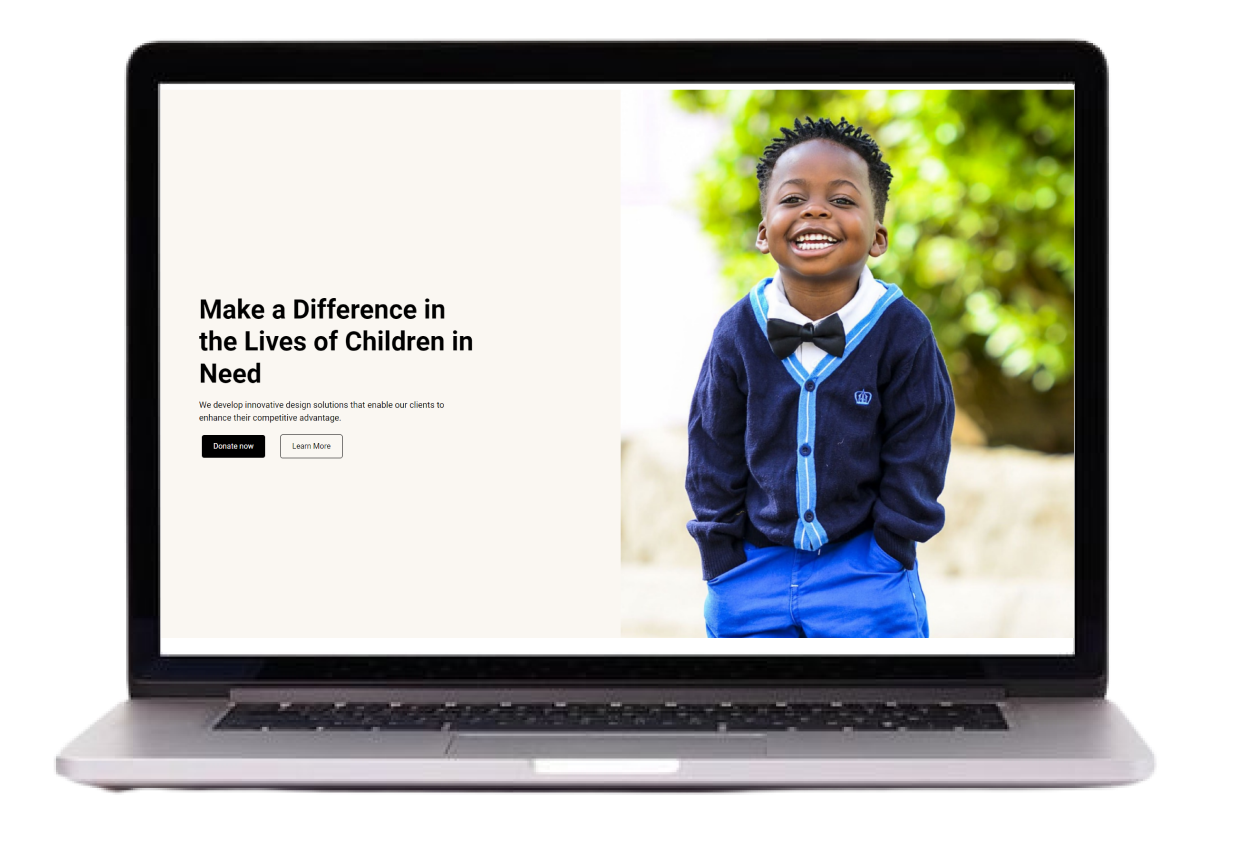 Make a Difference in
the Lives of Children in
Need
We develop innovative design solutions that enable our clients to
enhance their competitive advantage.
Donate now
Learn More